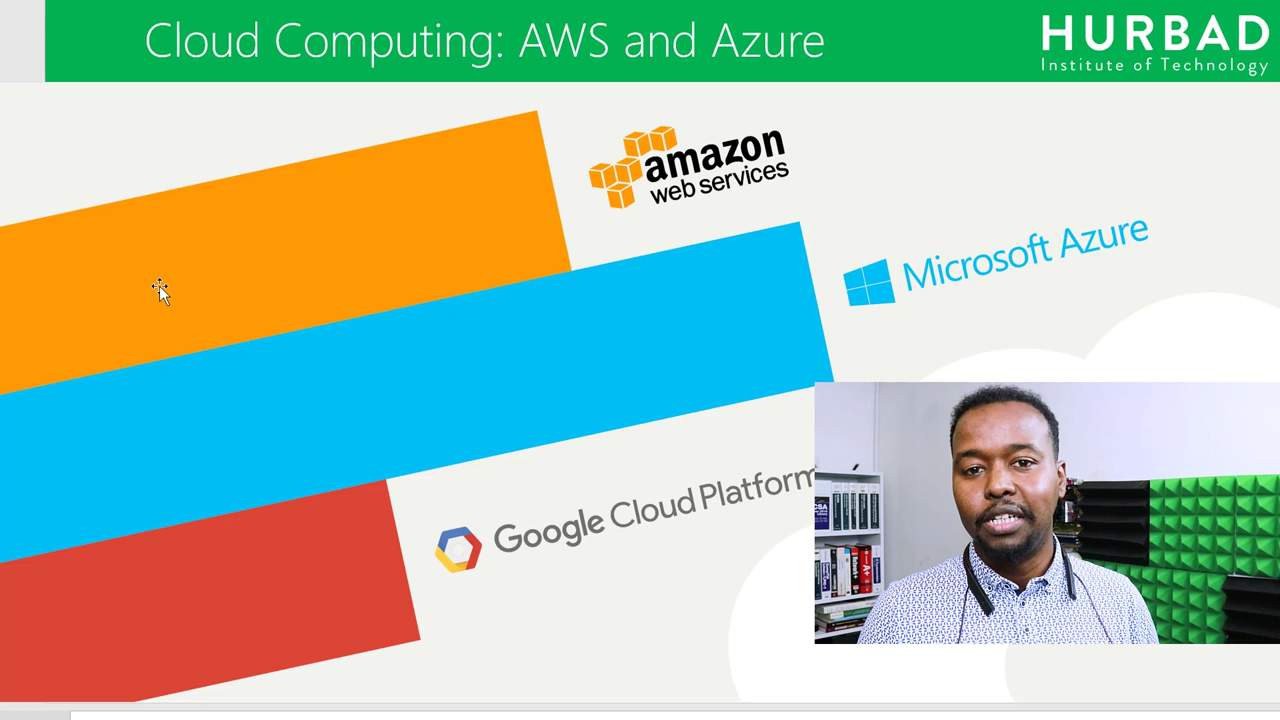 Cloud Computing: AWS and Azure
HURBAD
Institute of Technology
amazon
web services
Microsoft Azure
Google Cloud Platform
A+